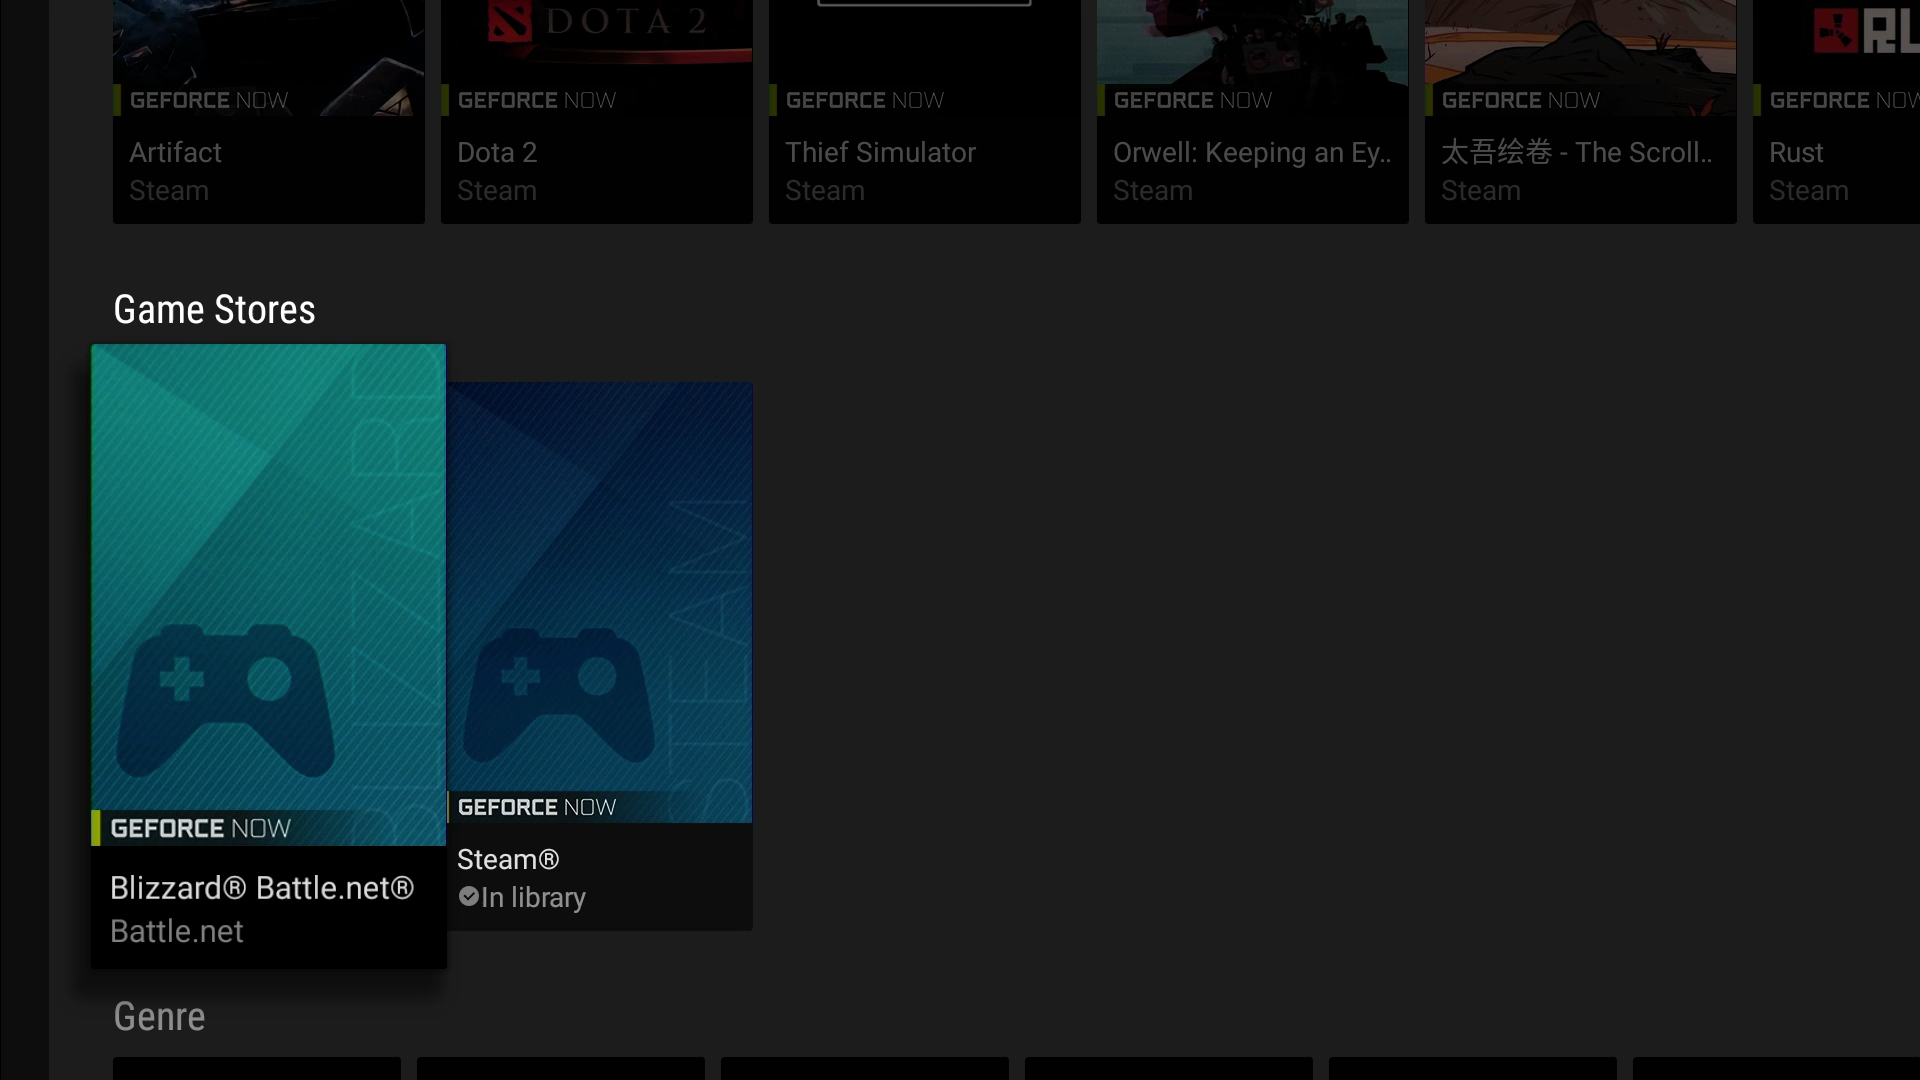 DOTA 2
RU
GEFORCE NOW
GEFORCE NOW
GEFORCE NOW
GEFORCE NOW
GEFORCE NOW
GEFORCE NOW
Artifact
Steam
Dota 2
Steam
Thief Simulator
Steam
Orwell: Keeping an Ey..
Steam
太吾绘卷 - The Scroll..
Steam
Rust
Steam
Game Stores
BLIZZARD
GEFORCE NOW
Blizzard® Battle.net®
Battle.net
STEAM
GEFORCE NOW
Steam®
In library
Genre